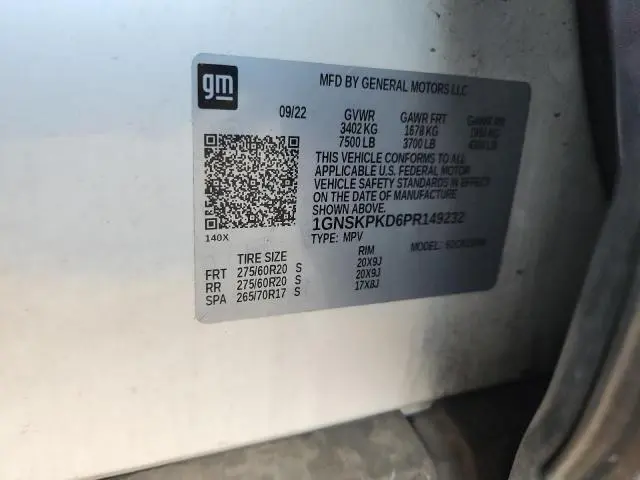 gm
MFD BY GENERAL MOTORS LLC
09/22 GVWR GAWR FRT GAWR RR
3402 KG 1678 KG
7500 LB 3700 LB
THIS VEHICLE CONFORMS TO ALL
APPLICABLE U.S. FEDERAL MOTOR
VEHICLE SAFETY STANDARDS IN EFFECT
ON THE DATE OF MANUFACTURE
SHOWN ABOVE.
140X
1GNSKPKD6PR149232
TYPE: MPV MODEL:
TIRE SIZE RIM
FRT 275/60R20 S 20X9J
RR 275/60R20 S 20X9J
SPA 265/70R17 S 17X8J